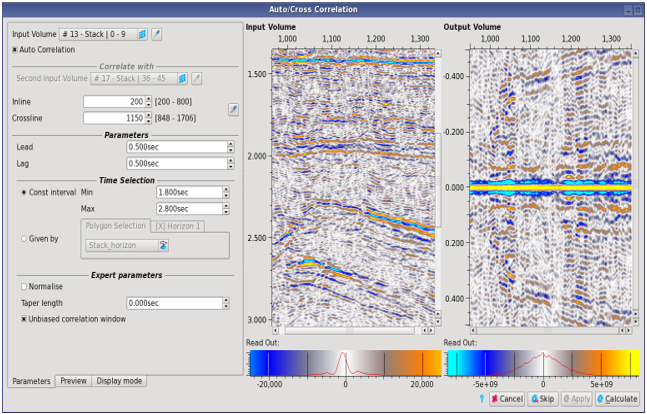 Auto/Cross Correlation
Input Volume # 13 - Stack | 0 - 9
Auto Correlation
Correlate with
Second Input Volume # 17 - Stack | 36 - 45
Inline 200 [200 - 800]
Crossline 1150 [848 - 1706]
Parameters
Lead 0.500sec
Lag 0.500sec
Time Selection
Const interval Min 1.800sec
Max 2.800sec
Polygon Selection [X] Horizon 1
Given by
Stack_horizon
Expert parameters
Normalise
Taper length 0.000sec
Unbiased correlation window
Parameters Preview Display mode
Input Volume
1,000 1,100 1,200 1,300
1.500
2.000
2.500
3.000
Read Out:
-20,000 0 20,000
Output Volume
1,000 1,100 1,200 1,300
-0.400
-0.200
0.000
0.200
0.400
Read Out:
-5e+09 0 5e+09
? Cancel Skip Apply Calculate